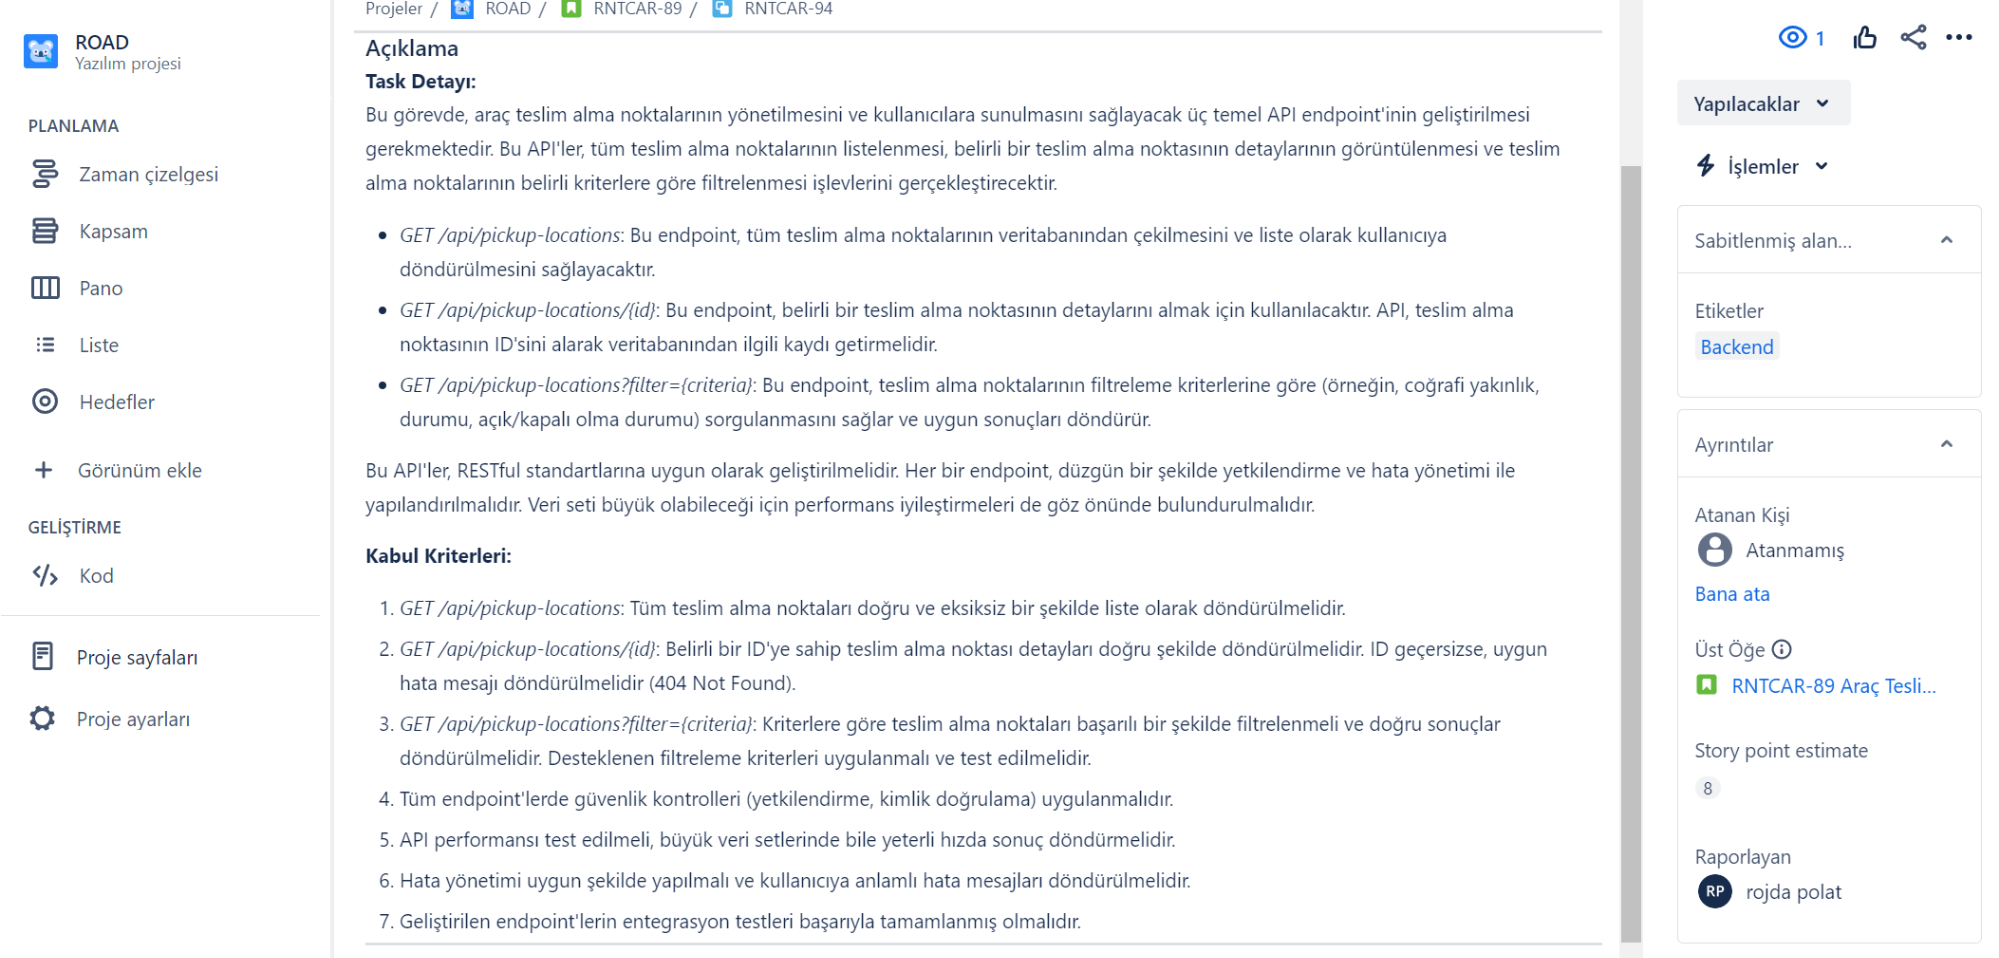 ROAD
Yazılım projesi
PLANLAMA
Zaman çizelgesi
Kapsam
Pano
Liste
Hedefler
Görünüm ekle
GELİŞTİRME
Kod
Proje sayfaları
Proje ayarları
Projeler / ROAD / RNTCAR-89 / RNTCAR-94
Açıklama
Task Detayı:
Bu görevde, araç teslim alma noktalarının yönetilmesini ve kullanıcılara sunulmasını sağlayacak üç temel API endpoint'inin geliştirilmesi
gerekmektedir. Bu API'ler, tüm teslim alma noktalarının listelenmesi, belirli bir teslim alma noktasının detaylarının görüntülenmesi ve teslim
alma noktalarının belirli kriterlere göre filtrelenmesi işlevlerini gerçekleştirecektir.
• GET /api/pickup-locations: Bu endpoint, tüm teslim alma noktalarının veritabanından çekilmesini ve liste olarak kullanıcıya
döndürülmesini sağlayacaktır.
• GET /api/pickup-locations/{id}: Bu endpoint, belirli bir teslim alma noktasının detaylarını almak için kullanılacaktır. API, teslim alma
noktasının ID'sini alarak veritabanından ilgili kaydı getirmelidir.
• GET /api/pickup-locations?filter={criteria}: Bu endpoint, teslim alma noktalarının filtreleme kriterlerine göre (örneğin, coğrafi yakınlık,
durumu, açık/kapalı olma durumu) sorgulanmasını sağlar ve uygun sonuçları döndürür.
Bu API'ler, RESTful standartlarına uygun olarak geliştirilmelidir. Her bir endpoint, düzgün bir şekilde yetkilendirme ve hata yönetimi ile
yapılandırılmalıdır. Veri seti büyük olabileceği için performans iyileştirmeleri de göz önünde bulundurulmalıdır.
Kabul Kriterleri:
1. GET /api/pickup-locations: Tüm teslim alma noktaları doğru ve eksiksiz bir şekilde liste olarak döndürülmelidir.
2. GET /api/pickup-locations/{id}: Belirli bir ID'ye sahip teslim alma noktası detayları doğru şekilde döndürülmelidir. ID geçersizse, uygun
hata mesajı döndürülmelidir (404 Not Found).
3. GET /api/pickup-locations?filter={criteria}: Kriterlere göre teslim alma noktaları başarılı bir şekilde filtrelenmeli ve doğru sonuçlar
döndürülmelidir. Desteklenen filtreleme kriterleri uygulanmalı ve test edilmelidir.
4. Tüm endpoint'lerde güvenlik kontrolleri (yetkilendirme, kimlik doğrulama) uygulanmalıdır.
5. API performansı test edilmeli, büyük veri setlerinde bile yeterli hızda sonuç döndürmelidir.
6. Hata yönetimi uygun şekilde yapılmalı ve kullanıcıya anlamlı hata mesajları döndürülmelidir.
7. Geliştirilen endpoint'lerin entegrasyon testleri başarıyla tamamlanmış olmalıdır.
1
Yapılacaklar
İşlemler
Sabitlenmiş alan...
Etiketler
Backend
Ayrıntılar
Atanan Kişi
Atanmamış
Bana ata
Üst Öğe
RNTCAR-89 Araç Tesli...
Story point estimate
8
Raporlayan
RP rojda polat